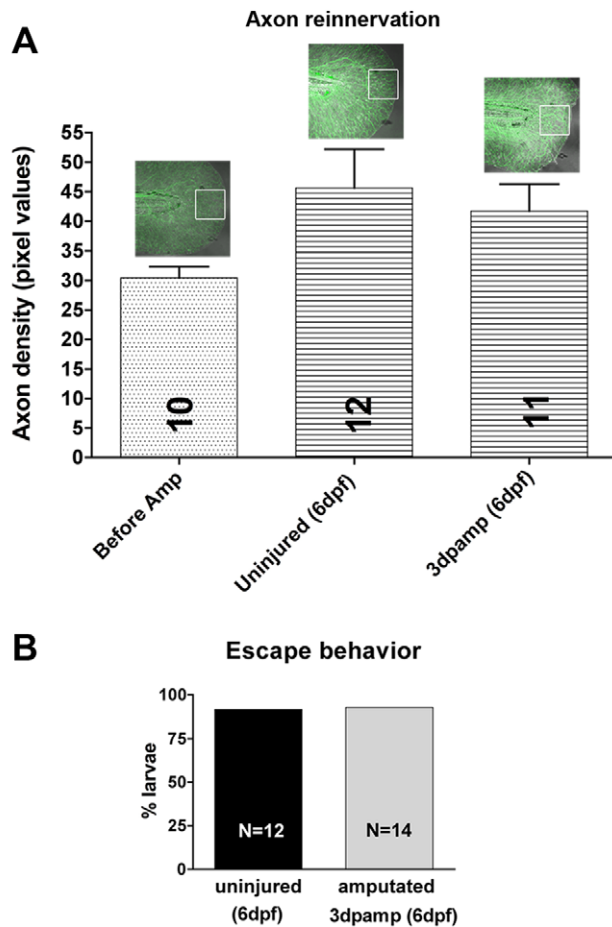 Axon reinnervation
A
Axon density (pixel values)
55
50
45
40
35
30
25
20
15
10
5
0
10
12
11
Before Amp
Uninjured (6dpf)
3dpamp (6dpf)
B
Escape behavior
% larvae
100
75
50
25
0
N=12
N=14
uninjured
(6dpf)
amputated
3dpamp (6dpf)